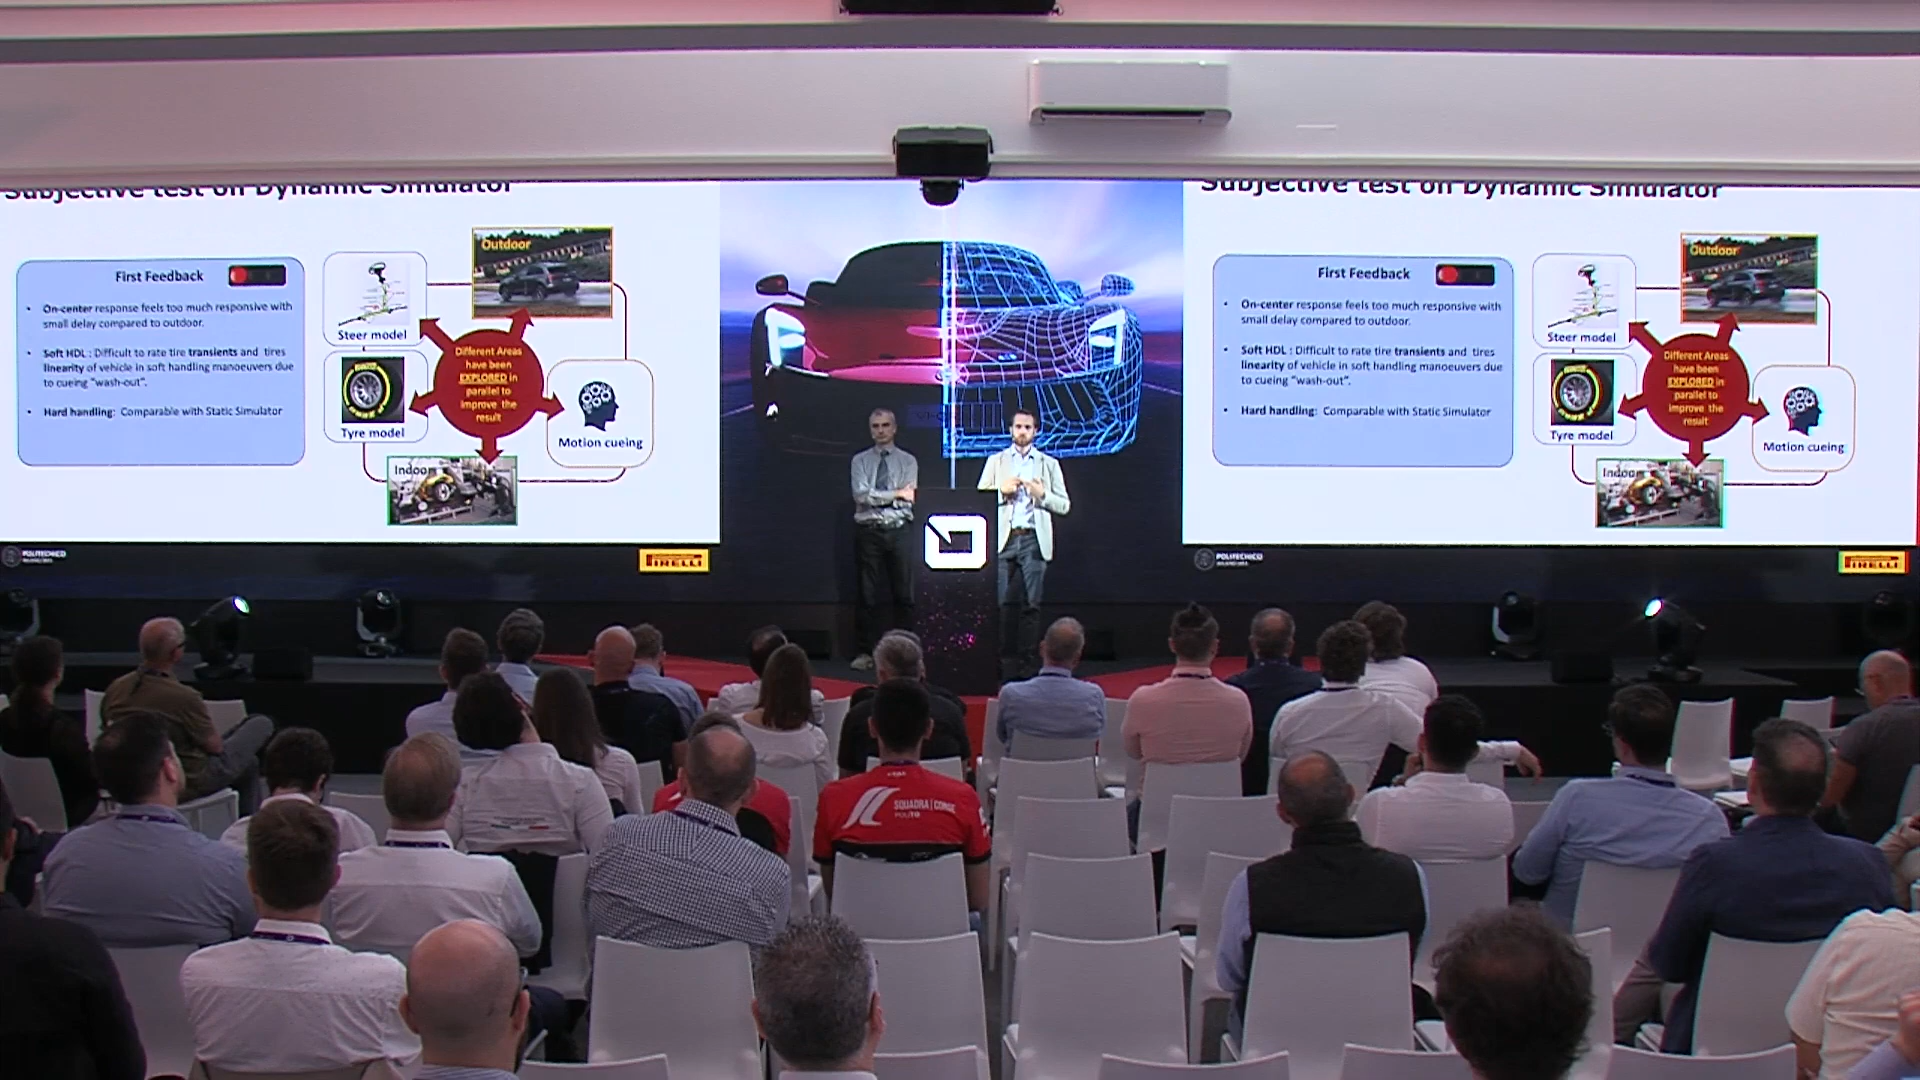 Subjective test on Dynamic Simulator
First Feedback
On-center response feels too much responsive with
small delay compared to outdoor.
Soft HDL : Difficult to rate tire transients and tires
linearity of vehicle in soft handling manoeuvers due
to cueing "wash-out".
Hard handling: Comparable with Static Simulator
Steer model
Outdoor
Different Areas
have been
EXPLORED in
parallel to
improve the
result
Tyre model
Motion cueing
Indoor
POLITECNICO
PIRELLI
Subjective test on Dynamic Simulator
First Feedback
On-center response feels too much responsive with
small delay compared to outdoor.
Soft HDL : Difficult to rate tire transients and tires
linearity of vehicle in soft handling manoeuvres due
to cueing "wash-out".
Hard handling: Comparable with Static Simulator
Steer model
Outdoor
Different Areas
have been
EXPLORED in
parallel to
improve the
result
Tyre model
Motion cueing
Indoor
POLITECNICO
PIRELLI
SQUADRA CORSE
POLITO